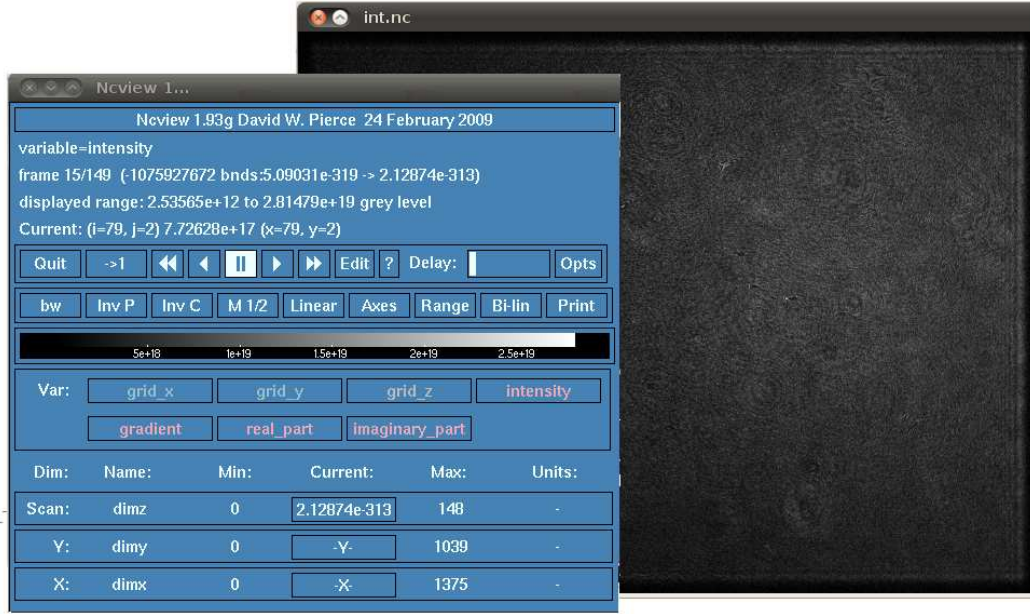 int.nc
Ncview 1...
Ncview 1.93g David W. Pierce 24 February 2009
variable=intensity
frame 15/149 (-1075927672 bnds:5.09031e-319 -> 2.12874e-313)
displayed range: 2.53565e+12 to 2.81479e+19 grey level
Current: (i=79, j=2) 7.72628e+17 (x=79, y=2)
Quit ->1 Edit ? Delay: Opts
bw Inv P Inv C M 1/2 Linear Axes Range Bi-lin Print
5e+18 1e+19 1.5e+19 2e+19 2.5e+19
Var: grid_x grid_y grid_z intensity
gradient real_part imaginary_part
Dim: Name: Min: Current: Max: Units:
Scan: dimz 0 2.12874e-313 148 -
Y: dimy 0 -Y- 1039 -
X: dimx 0 -X- 1375 -